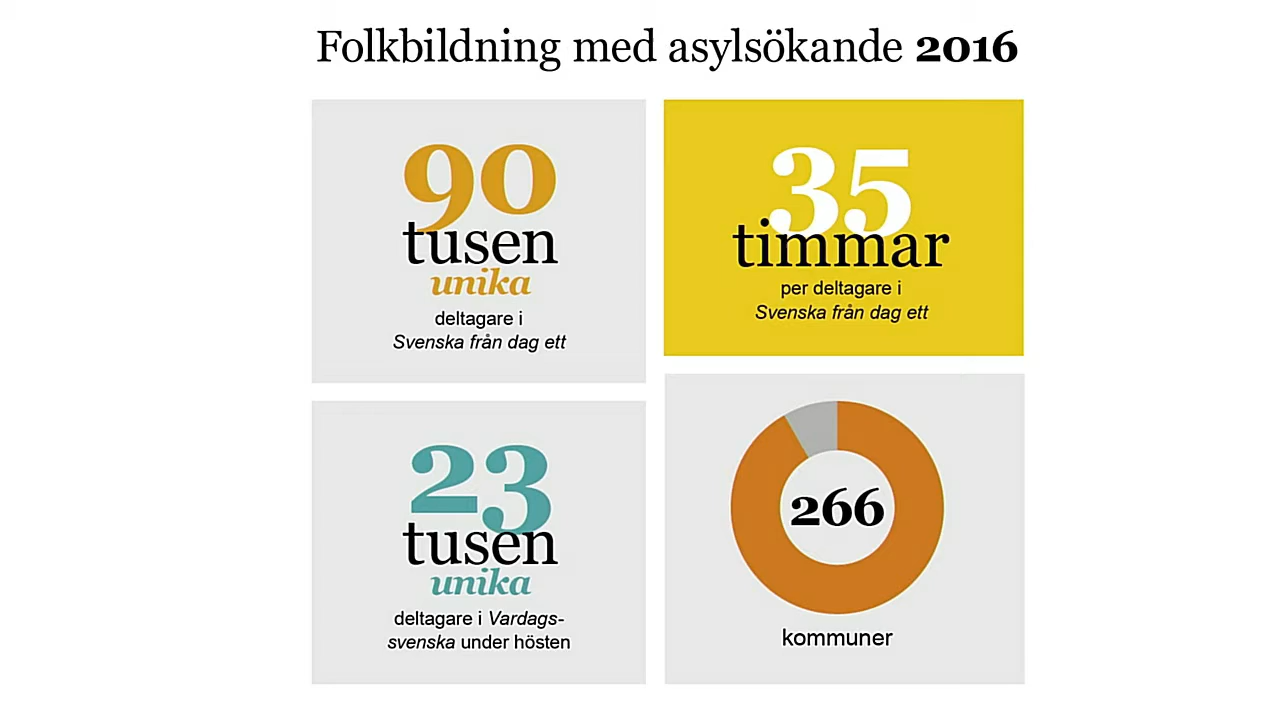 Folkbildning med asylsökande 2016
90
tusen
unika
deltagare i
Svenska från dag ett
35
timmar
per deltagare i
Svenska från dag ett
23
tusen
unika
deltagare i Vardags-
svenska under hösten
266
kommuner